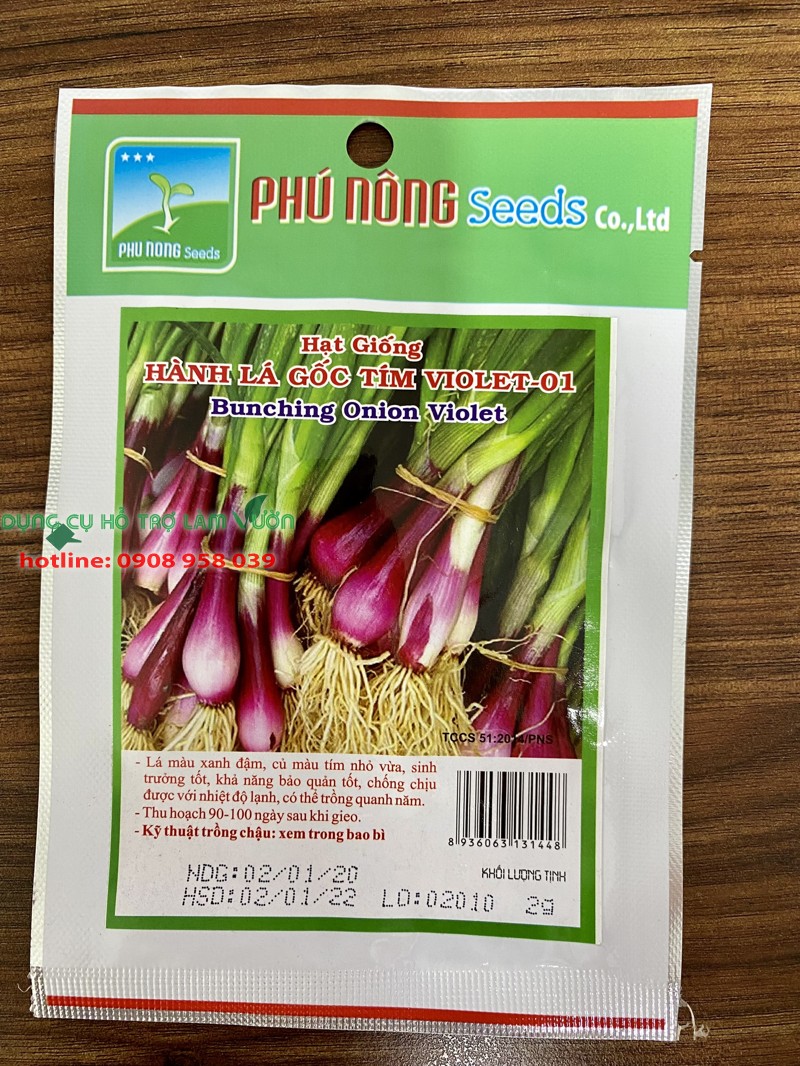 PHÚ NÔNG Seeds Co.,Ltd
PHU NONG Seeds
Hạt Giống
HÀNH LÁ GỐC TÍM VIOLET-01
Bunching Onion Violet
DỤNG CỤ HỖ TRỢ LÀM VƯỜN
hotline: 0908 958 039
TCCS 51:2014/PNS
- Lá màu xanh đậm, củ màu tím nhỏ vừa, sinh
trưởng tốt, khả năng bảo quản tốt, chống chịu
được với nhiệt độ lạnh, có thể trồng quanh năm.
- Thu hoạch 90-100 ngày sau khi gieo.
- Kỹ thuật trồng chậu: xem trong bao bì
8 936063 131448
NDG:02/01/20
HSD:02/01/22 LO:02010
KHỐI LƯỢNG TỊNH
2g